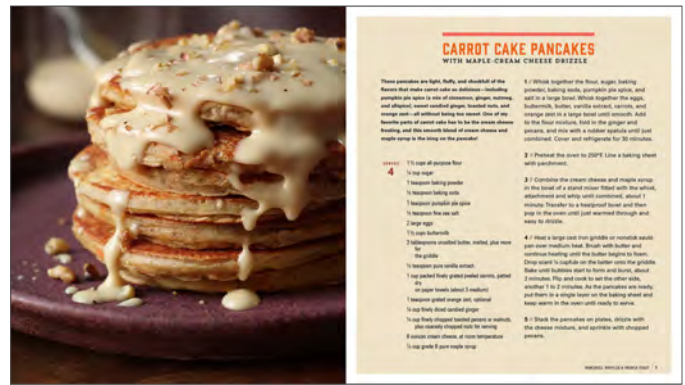 CARROT CAKE PANCAKES
WITH MAPLE-CREAM CHEESE DRIZZLE
These pancakes are light, fluffy, and chockfull of the
flavors that make carrot cake so delicious—including
pumpkin pie spice (a mix of cinnamon, ginger, nutmeg,
and allspice), sweet candied ginger, toasted nuts, and
orange zest—all without being too sweet. One of my
favorite parts of carrot cake has to be the cream cheese
frosting, and this smooth blend of cream cheese and
maple syrup is the icing on the pancake!
SERVES
4
1½ cups all-purpose flour
cup sugar
1 teaspoon baking powder
½ teaspoon baking soda
1 teaspoon pumpkin pie spice
½ teaspoon fine sea salt
2 large eggs
1½ cups buttermilk
3 tablespoons unsalted butter, melted, plus more
for
the griddle
½ teaspoon pure vanilla extract
1 cup packed finely grated peeled carrots, patted
dry
on paper towels (about 3 medium)
1 teaspoon grated orange zest, optional
cup finely diced candied ginger
cup finely chopped toasted pecans or walnuts,
plus coarsely chopped nuts for serving
6 ounces cream cheese, at room temperature
cup grade B pure maple syrup
1 // Whisk together the flour, sugar, baking
powder, baking soda, pumpkin pie spice, and
salt in a large bowl. Whisk together the eggs,
buttermilk, butter, vanilla extract, carrots, and
orange zest in a large bowl until smooth. Add
to the flour mixture, fold in the ginger and
pecans, and mix with a rubber spatula until just
combined. Cover and refrigerate for 30 minutes.
2 // Preheat the oven to 250°F. Line a baking sheet
with parchment.
3 // Combine the cream cheese and maple syrup
in the bowl of a stand mixer fitted with the whisk,
attachment and whip until combined, about 1
minute. Transfer to a heatproof bowl and then
pop in the oven until just warmed through and
easy to drizzle.
4 // Heat a large cast iron griddle or nonstick sauté
pan over medium heat. Brush with butter and
continue heating until the butter begins to foam.
Drop scant ¼ cupfuls on the batter onto the griddle.
Bake until bubbles start to form and burst, about
2 minutes. Flip and cook to set the other side,
another 1 to 2 minutes. As the pancakes are ready,
put them in a single layer on the baking sheet and
keep warm in the oven until ready to serve.
5 // Stack the pancakes on plates, drizzle with
the cheese mixture, and sprinkle with chopped
pecans.
PANCAKES, WAFFLES & FRENCH TOAST